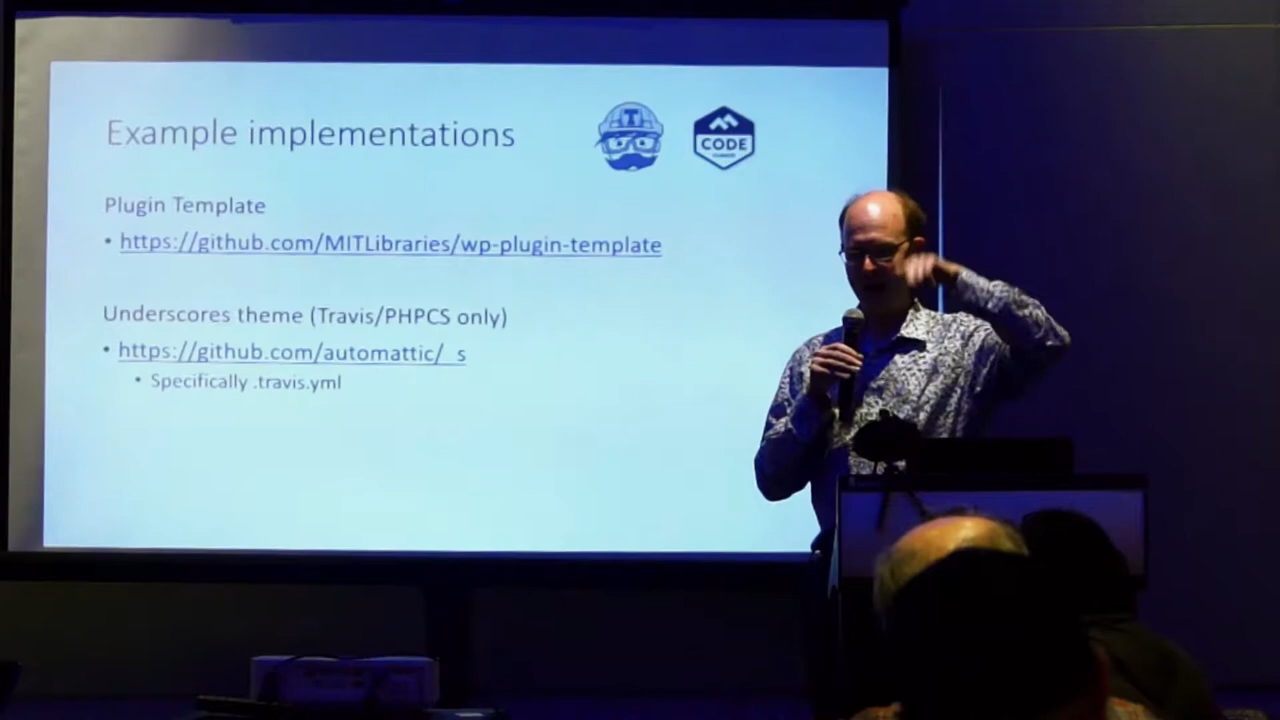 Example implementations
T
CODE
Plugin Template
• https://github.com/MITLibraries/wp-plugin-template
Underscores theme (Travis/PHPCS only)
• https://github.com/automattic/_s
• Specifically .travis.yml